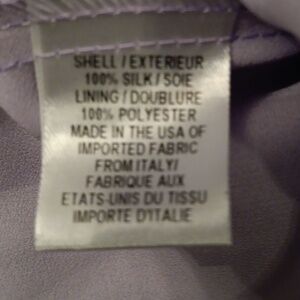 SHELL / EXTERIEUR
100% SILK / SOIE
LINING / DOUBLURE
100% POLYESTER
MADE IN THE USA OF
IMPORTED FABRIC
FROM ITALY/
FABRIQUE AUX
ETATS-UNIS DU TISSU
IMPORTE D'ITALIE